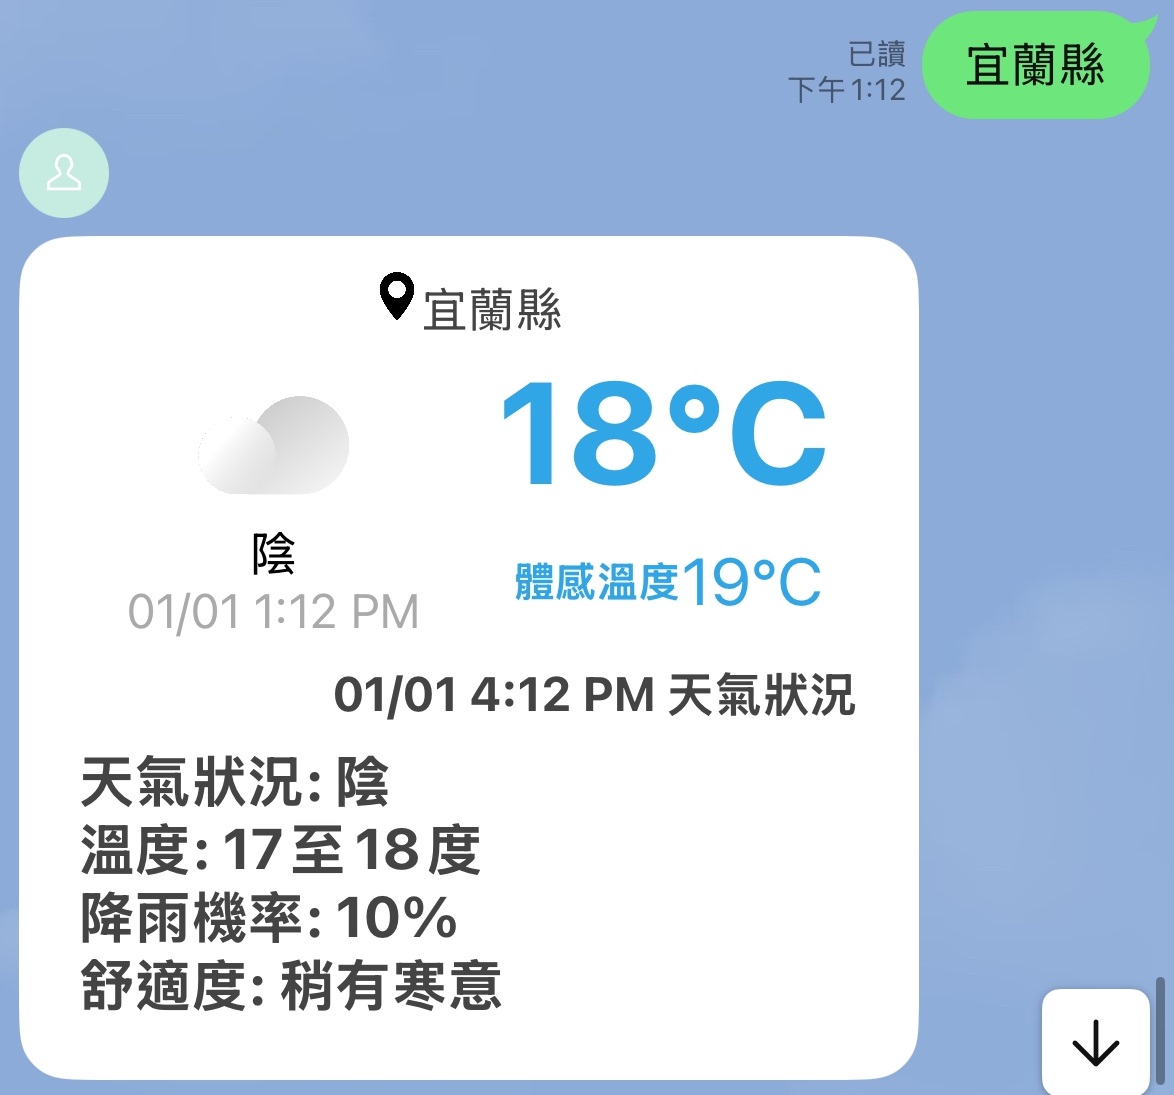 已讀
下午 1:12
宜蘭縣
宜蘭縣
18°C
陰
體感溫度19°C
01/01 1:12 PM
01/01 4:12 PM 天氣狀況
天氣狀況: 陰
溫度: 17 至 18 度
降雨機率: 10%
舒適度: 稍有寒意